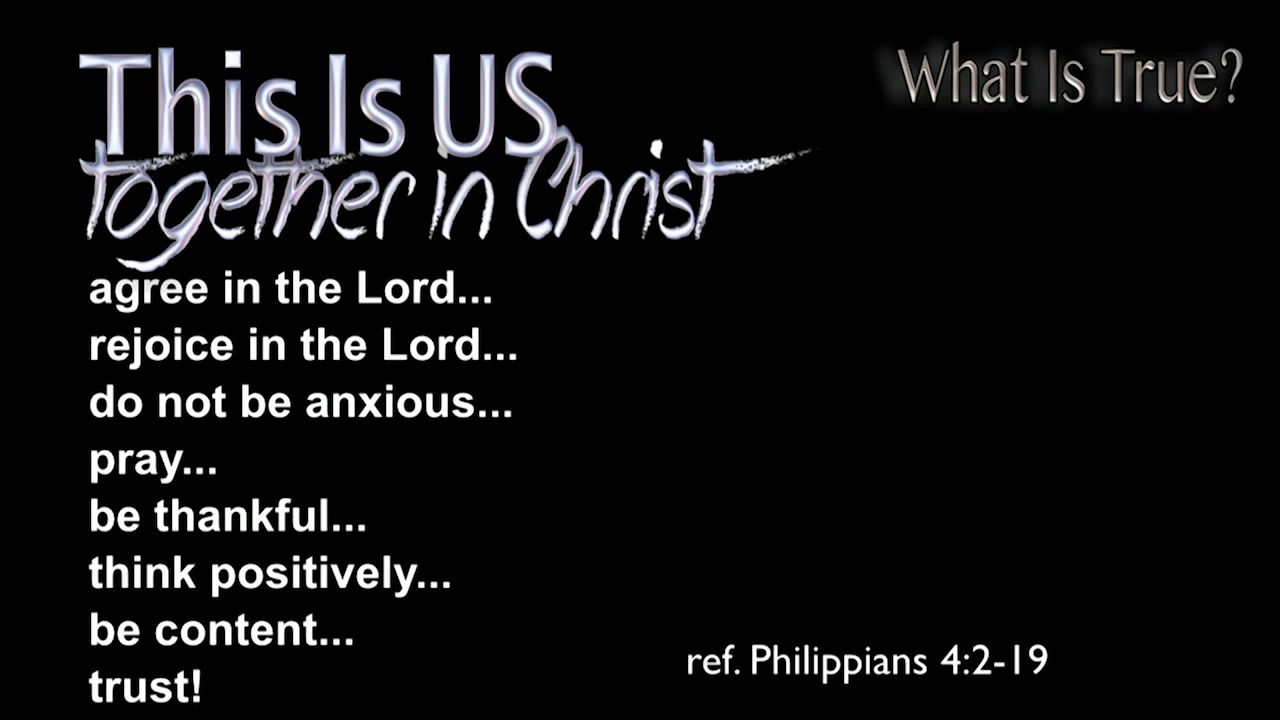 This Is US
together in Christ
What Is True?
agree in the Lord...
rejoice in the Lord...
do not be anxious...
pray...
be thankful...
think positively...
be content...
trust!
ref. Philippians 4:2-19